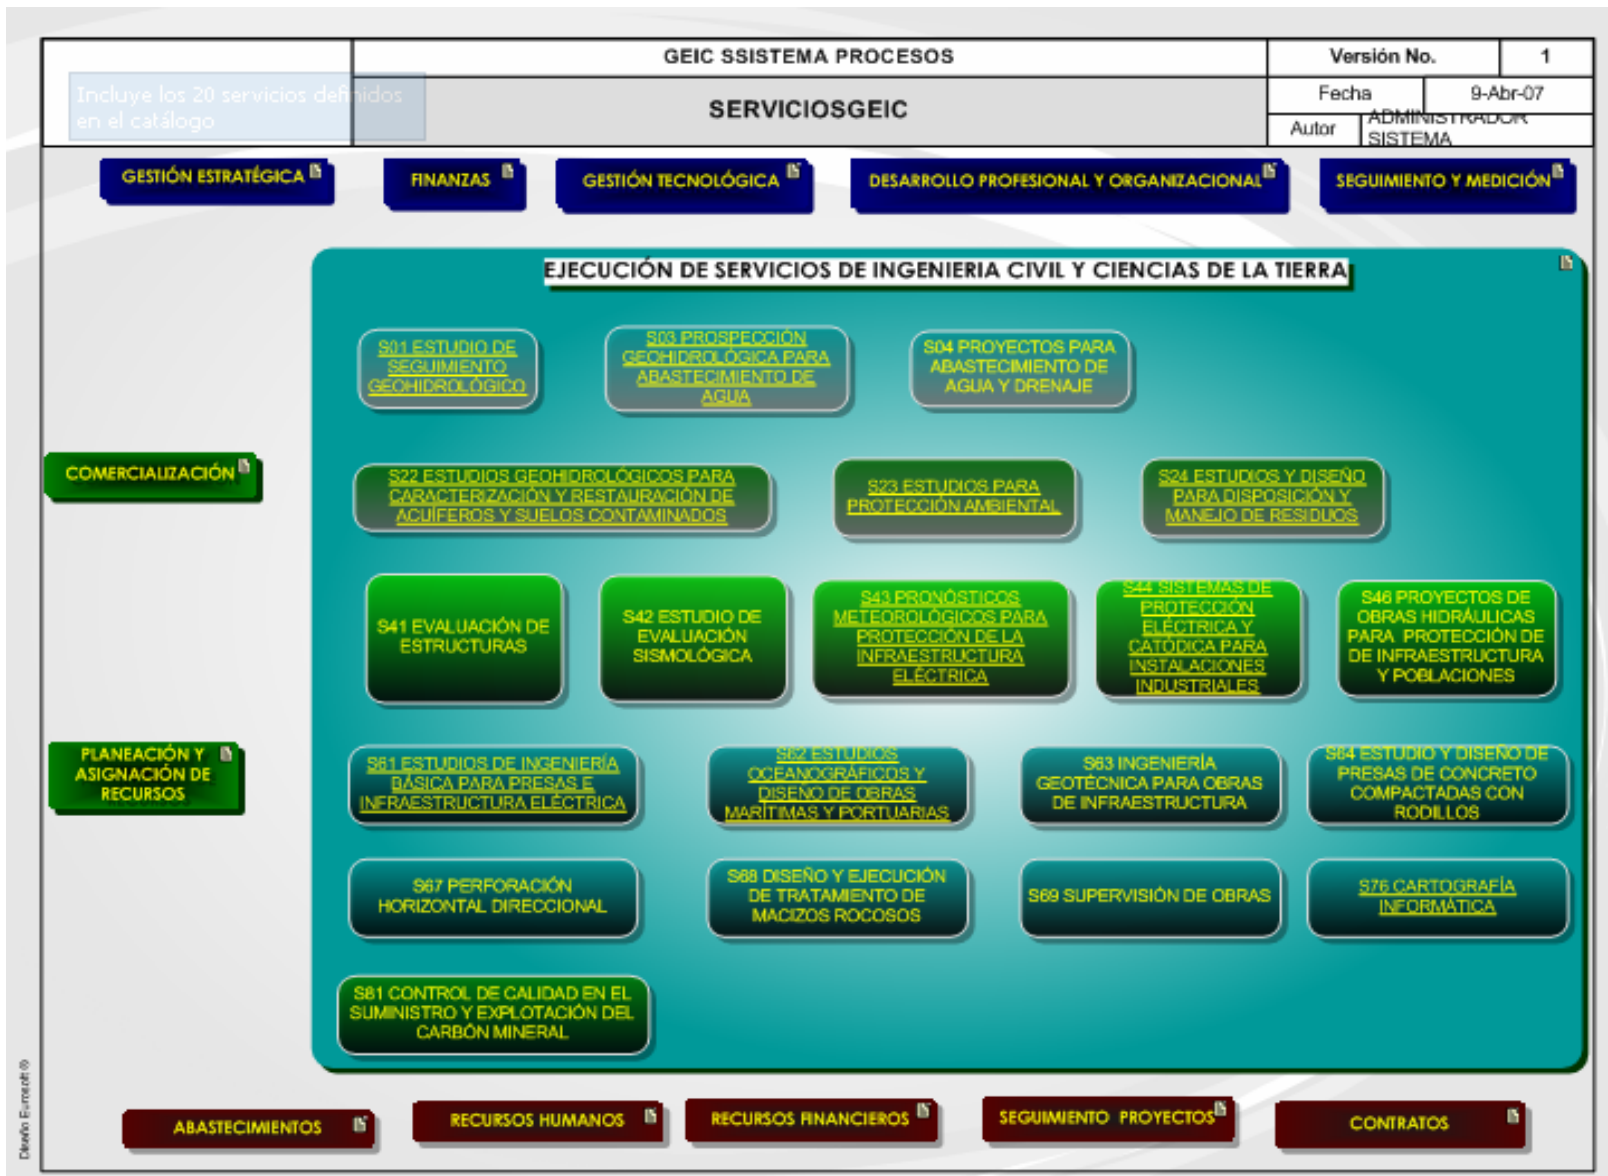 GEIC SSISTEMA PROCESOS
Versión No.
1
Incluye los 20 servicios definidos
en el catálogo
SERVICIOSGEIC
Fecha
9-Abr-07
Autor
ADMINISTRADOR
SISTEMA
GESTIÓN ESTRATÉGICA
FINANZAS
GESTIÓN TECNOLÓGICA
DESARROLLO PROFESIONAL Y ORGANIZACIONAL
SEGUIMIENTO Y MEDICIÓN
EJECUCIÓN DE SERVICIOS DE INGENIERIA CIVIL Y CIENCIAS DE LA TIERRA
S01 ESTUDIO DE
SEGUIMIENTO
GEOHIDROLÓGICO
S03 PROSPECCIÓN
GEOHIDROLÓGICA PARA
ABASTECIMIENTO DE
AGUA
S04 PROYECTOS PARA
ABASTECIMIENTO DE
AGUA Y DRENAJE
COMERCIALIZACIÓN
S22 ESTUDIOS GEOHIDROLÓGICOS PARA
CARACTERIZACIÓN Y RESTAURACIÓN DE
ACUÍFEROS Y SUELOS CONTAMINADOS
S23 ESTUDIOS PARA
PROTECCIÓN AMBIENTAL
S24 ESTUDIOS Y DISEÑO
PARA DISPOSICIÓN Y
MANEJO DE RESIDUOS
S41 EVALUACIÓN DE
ESTRUCTURAS
S42 ESTUDIO DE
EVALUACIÓN
SISMOLÓGICA
S43 PRONÓSTICOS
METEOROLÓGICOS PARA
PROTECCIÓN DE LA
INFRAESTRUCTURA
ELÉCTRICA
S44 SISTEMAS DE
PROTECCIÓN
ELÉCTRICA Y
CATÓDICA PARA
INSTALACIONES
INDUSTRIALES
S46 PROYECTOS DE
OBRAS HIDRÁULICAS
PARA PROTECCIÓN DE
DE INFRAESTRUCTURA
Y POBLACIONES
PLANEACIÓN Y
ASIGNACIÓN DE
RECURSOS
S61 ESTUDIOS DE INGENIERÍA
BÁSICA PARA PRESAS E
INFRAESTRUCTURA ELÉCTRICA
S62 ESTUDIOS
OCEANOGRÁFICOS Y
DISEÑO DE OBRAS
MARÍTIMAS Y PORTUARIAS
S63 INGENIERÍA
GEOTÉCNICA PARA OBRAS
DE INFRAESTRUCTURA
S64 ESTUDIO Y DISEÑO DE
PRESAS DE CONCRETO
COMPACTADAS CON
RODILLOS
S67 PERFORACIÓN
HORIZONTAL DIRECCIONAL
S68 DISEÑO Y EJECUCIÓN
DE TRATAMIENTO DE
MACIZOS ROCOSOS
S69 SUPERVISIÓN DE OBRAS
S76 CARTOGRAFÍA
INFORMÁTICA
S81 CONTROL DE CALIDAD EN EL
SUMINISTRO Y EXPLOTACIÓN DEL
CARBÓN MINERAL
Diseño Eurosoft ®
ABASTECIMIENTOS
RECURSOS HUMANOS
RECURSOS FINANCIEROS
SEGUIMIENTO PROYECTOS
CONTRATOS